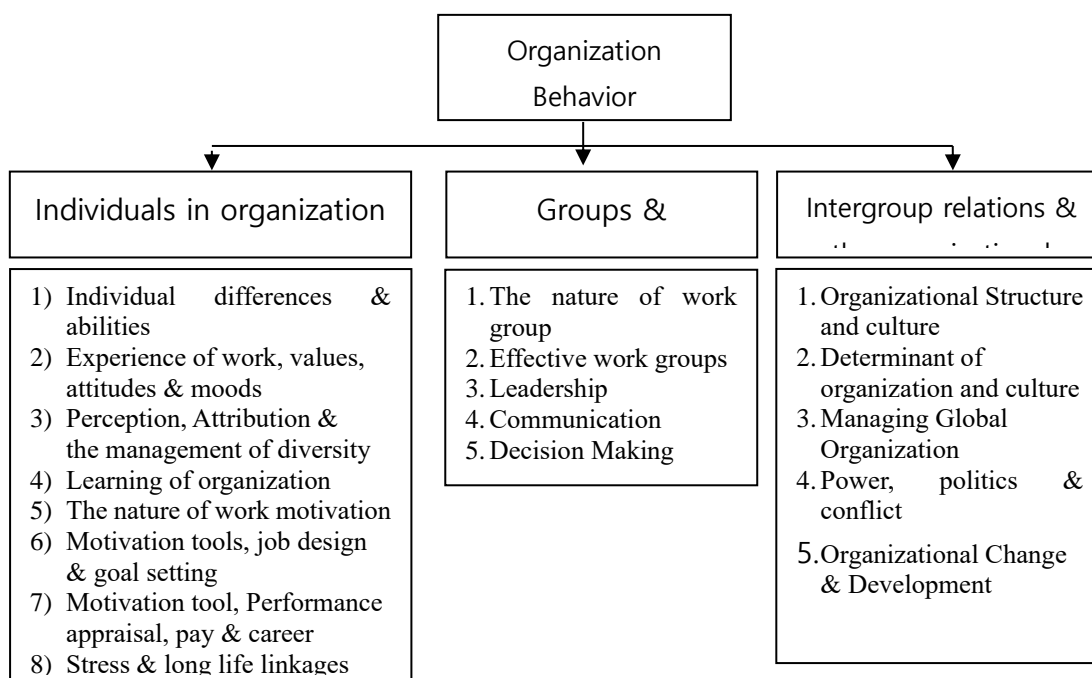 Organization
Behavior
Individuals in organization
Groups &
Intergroup relations &
1) Individual differences &
abilities
2) Experience of work, values,
attitudes & moods
3) Perception, Attribution &
the management of diversity
4) Learning of organization
5) The nature of work motivation
6) Motivation tools, job design
& goal setting
7) Motivation tool, Performance
appraisal, pay & career
8) Stress & long life linkages
1. The nature of work
group
2. Effective work groups
3. Leadership
4. Communication
5. Decision Making
1. Organizational Structure
and culture
2. Determinant of
organization and culture
3. Managing Global
Organization
4. Power, politics &
conflict
5. Organizational Change
& Development